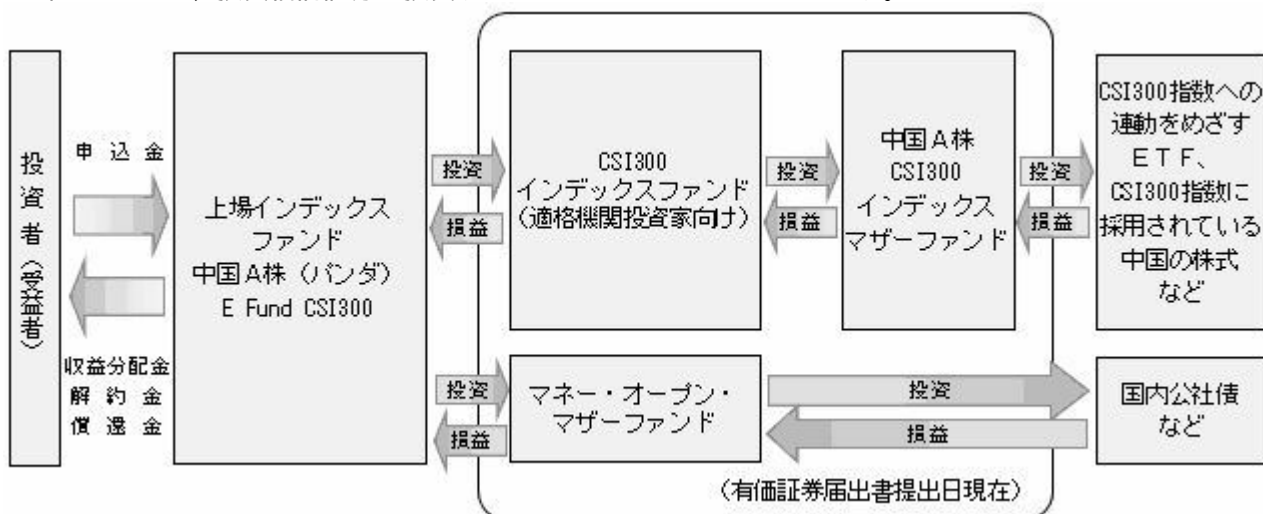 投資者（受益者）
申込金
収益分配金
解約金
償還金
上場インデックス
ファンド
中国Ａ株（パンダ）
E Fund CSI300
投資
損益
CSI300
インデックスファンド
（適格機関投資家向け）
投資
損益
中国Ａ株
CSI300
インデックス
マザーファンド
投資
損益
CSI300指数への
連動をめざす
ＥＴＦ、
CSI300指数に
採用されている
中国の株式
など
投資
損益
マネー・オープン・
マザーファンド
投資
損益
国内公社債
など
（有価証券届出書提出日現在）